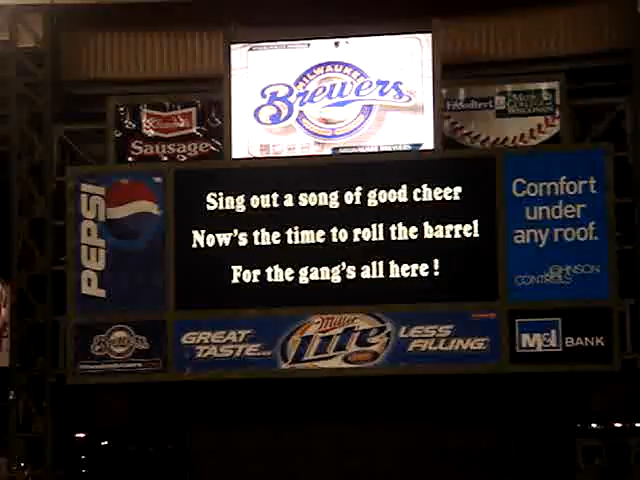 MILWAUKEE
Brewers
Sausage
Froedtert &
PEPSI
Sing out a song of good cheer
Now's the time to roll the barrel
For the gang's all here!
Comfort
under
any roof.
JOHNSON
CONTROLS
GREAT
TASTE...
Miller
Lite
LESS
FILLING.
M&I BANK